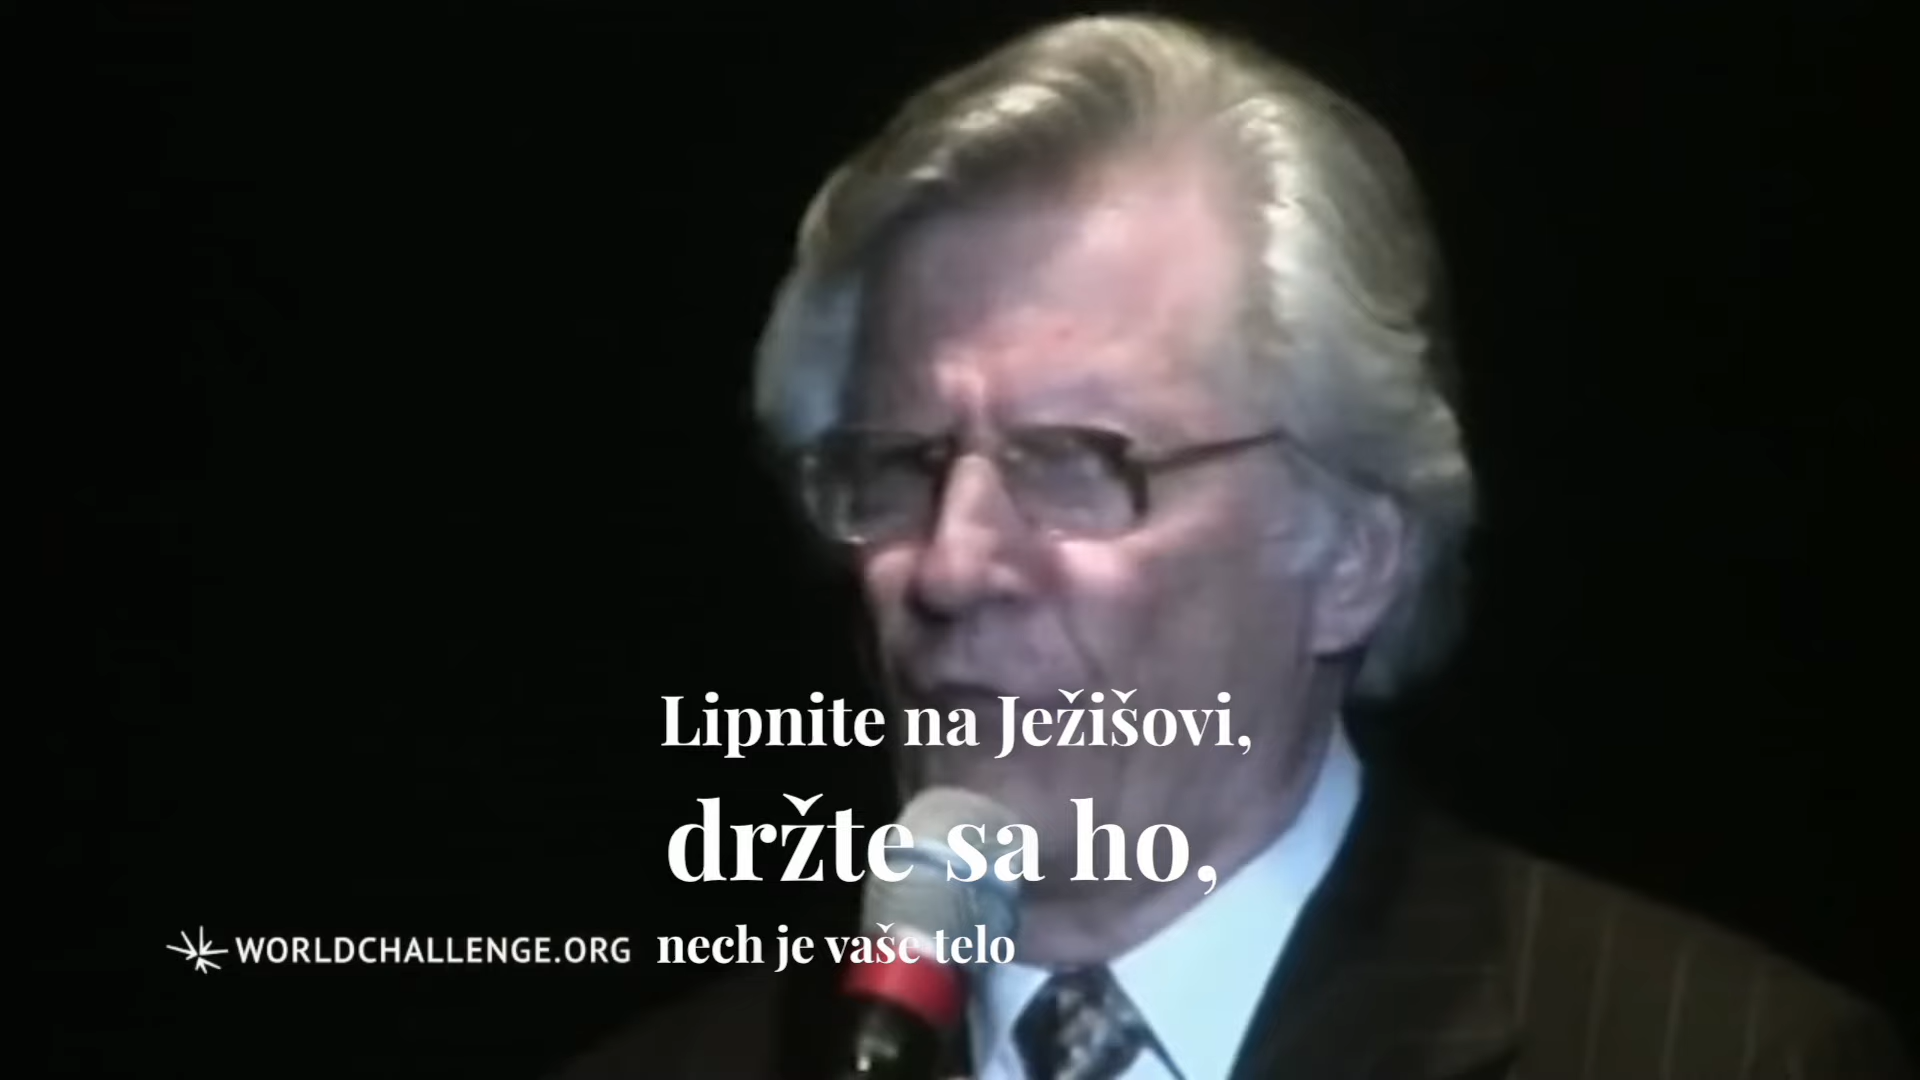 Lipnite na Ježišovi,
držte sa ho,
WORLDCHALLENGE.ORG
nech je vaše telo